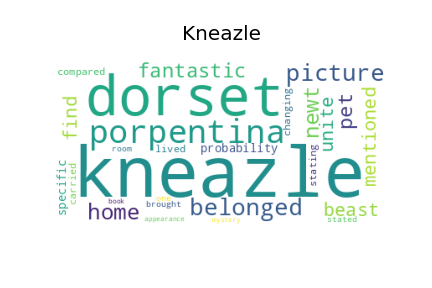 Kneazle
compared
fantastic
picture
dorset
find
newt
changing
unite
pet
mentioned
porpentina
room
lived
probability
stating
kneazle
specific
carried
book
one
home
brought
belonged
beast
appearance
mystery
stated